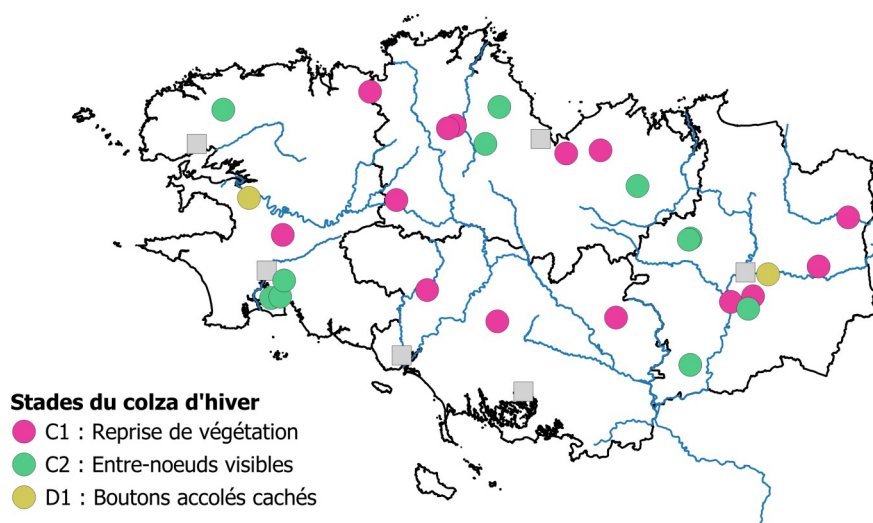 Stades du colza d'hiver
C1 : Reprise de végétation
C2 : Entre-noeuds visibles
D1 : Boutons accolés cachés